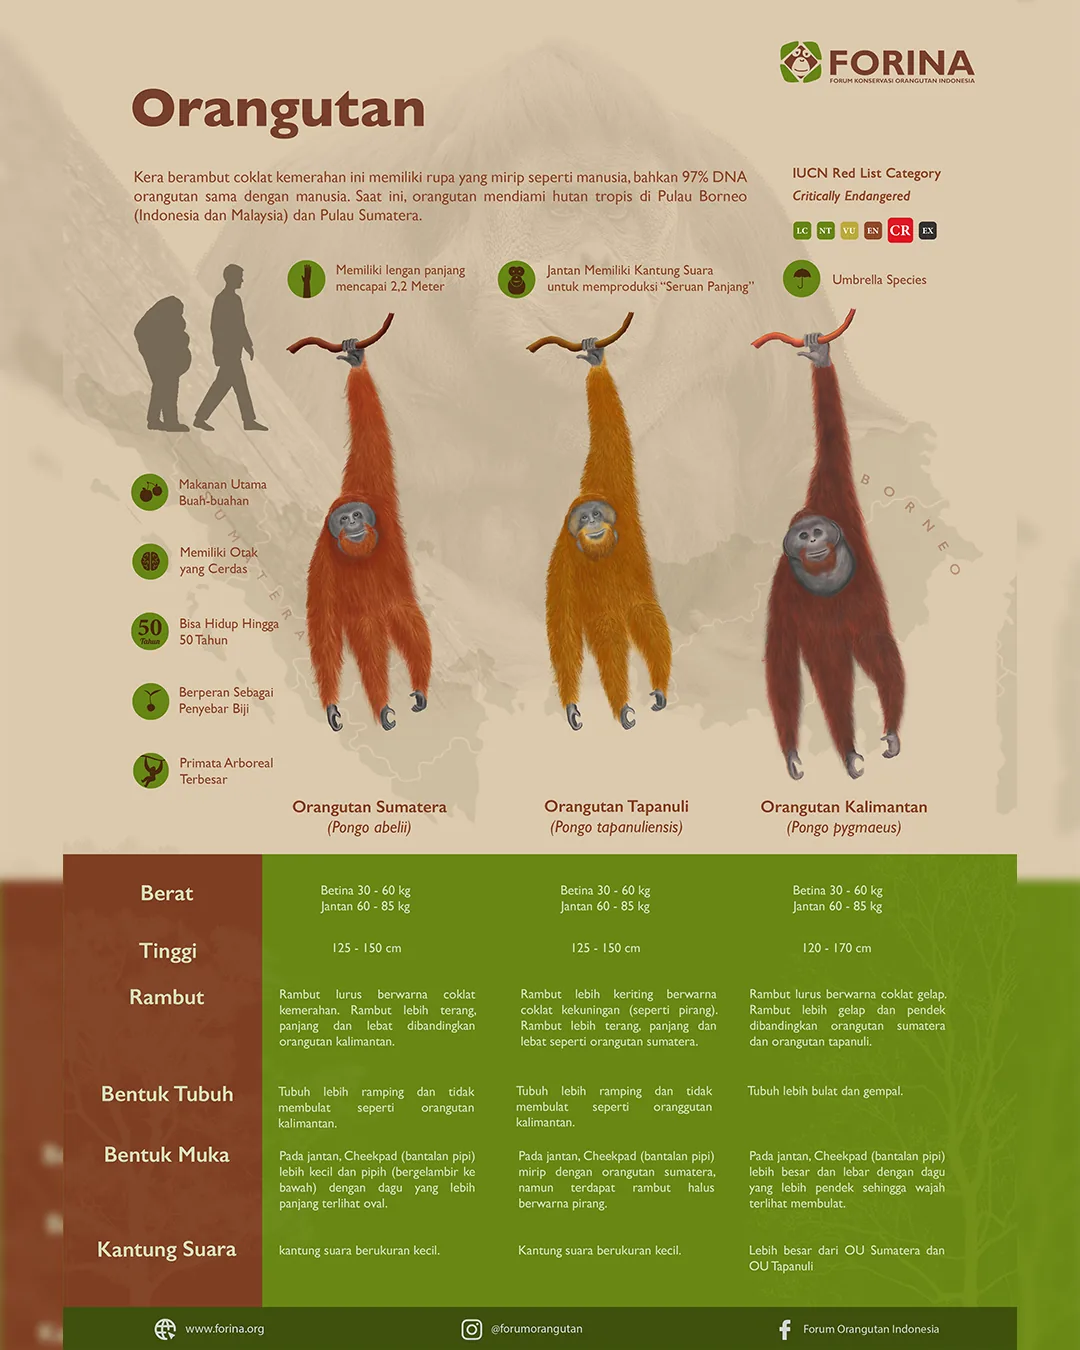 FORINA
FORUM KONSERVASI ORANGUTAN INDONESIA
Orangutan
Kera berambut coklat kemerahan ini memiliki rupa yang mirip seperti manusia, bahkan 97% DNA
orangutan sama dengan manusia. Saat ini, orangutan mendiami hutan tropis di Pulau Borneo
(Indonesia dan Malaysia) dan Pulau Sumatera.
IUCN Red List Category
Critically Endangered
LC NT VU EN CR EX
Memiliki lengan panjang
mencapai 2,2 Meter
Jantan Memiliki Kantung Suara
untuk memproduksi “Seruan Panjang”
Umbrella Species
Makanan Utama
Buah-buahan
Memiliki Otak
yang Cerdas
50
Tahun
Bisa Hidup Hingga
50 Tahun
Berperan Sebagai
Penyebar Biji
Primata Arboreal
Terbesar
SUMATERA
BORNEO
Orangutan Sumatera
(Pongo abelii)
Orangutan Tapanuli
(Pongo tapanuliensis)
Orangutan Kalimantan
(Pongo pygmaeus)
Berat
Betina 30 - 60 kg
Jantan 60 - 85 kg
Betina 30 - 60 kg
Jantan 60 - 85 kg
Betina 30 - 60 kg
Jantan 60 - 85 kg
Tinggi
125 - 150 cm
125 - 150 cm
120 - 170 cm
Rambut
Rambut lurus berwarna coklat
kemerahan. Rambut lebih terang,
panjang dan lebat dibandingkan
orangutan kalimantan.
Rambut lebih keriting berwarna
coklat kekuningan (seperti pirang).
Rambut lebih terang, panjang dan
lebat seperti orangutan sumatera.
Rambut lurus berwarna coklat gelap.
Rambut lebih gelap dan pendek
dibandingkan orangutan sumatera
dan orangutan tapanuli.
Bentuk Tubuh
Tubuh lebih ramping dan tidak
membulat seperti orangutan
kalimantan.
Tubuh lebih ramping dan tidak
membulat seperti oranggutan
kalimantan.
Tubuh lebih bulat dan gempal.
Bentuk Muka
Pada jantan, Cheekpad (bantalan pipi)
lebih kecil dan pipih (bergelambir ke
bawah) dengan dagu yang lebih
panjang terlihat oval.
Pada jantan, Cheekpad (bantalan pipi)
mirip dengan orangutan sumatera,
namun terdapat rambut halus
berwarna pirang.
Pada jantan, Cheekpad (bantalan pipi)
lebih besar dan lebar dengan dagu
yang lebih pendek sehingga wajah
terlihat membulat.
Kantung Suara
kantung suara berukuran kecil.
Kantung suara berukuran kecil.
Lebih besar dari OU Sumatera dan
OU Tapanuli
www.forina.org
@forumorangutan
Forum Orangutan Indonesia